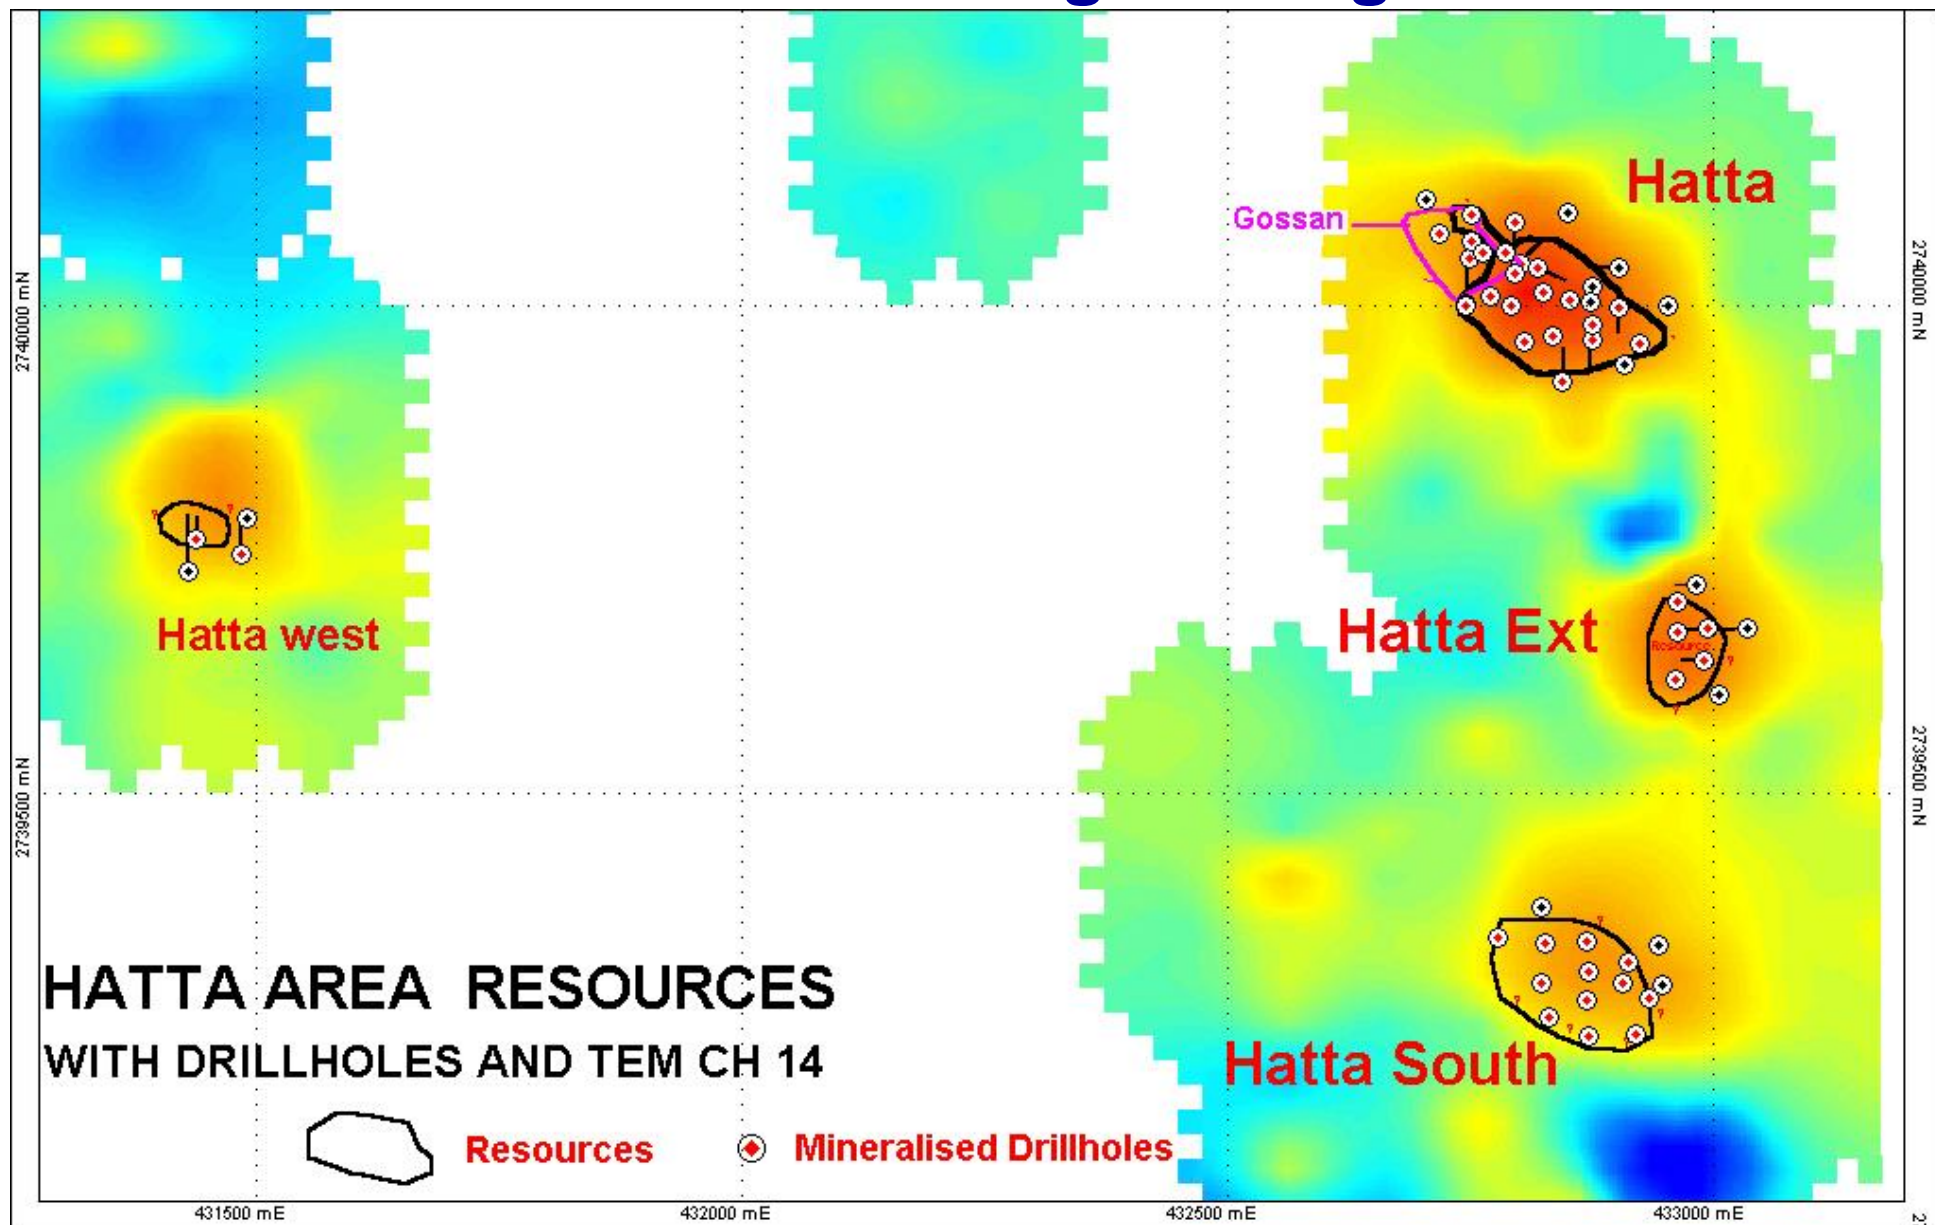 Hatta
Gossan
2740000 mN
2740000 mN
Hatta west
Hatta Ext
Resource
2739500 mN
2739500 mN
HATTA AREA RESOURCES
WITH DRILLHOLES AND TEM CH 14
Hatta South
Resources
Mineralised Drillholes
431500 mE
432000 mE
432500 mE
433000 mE